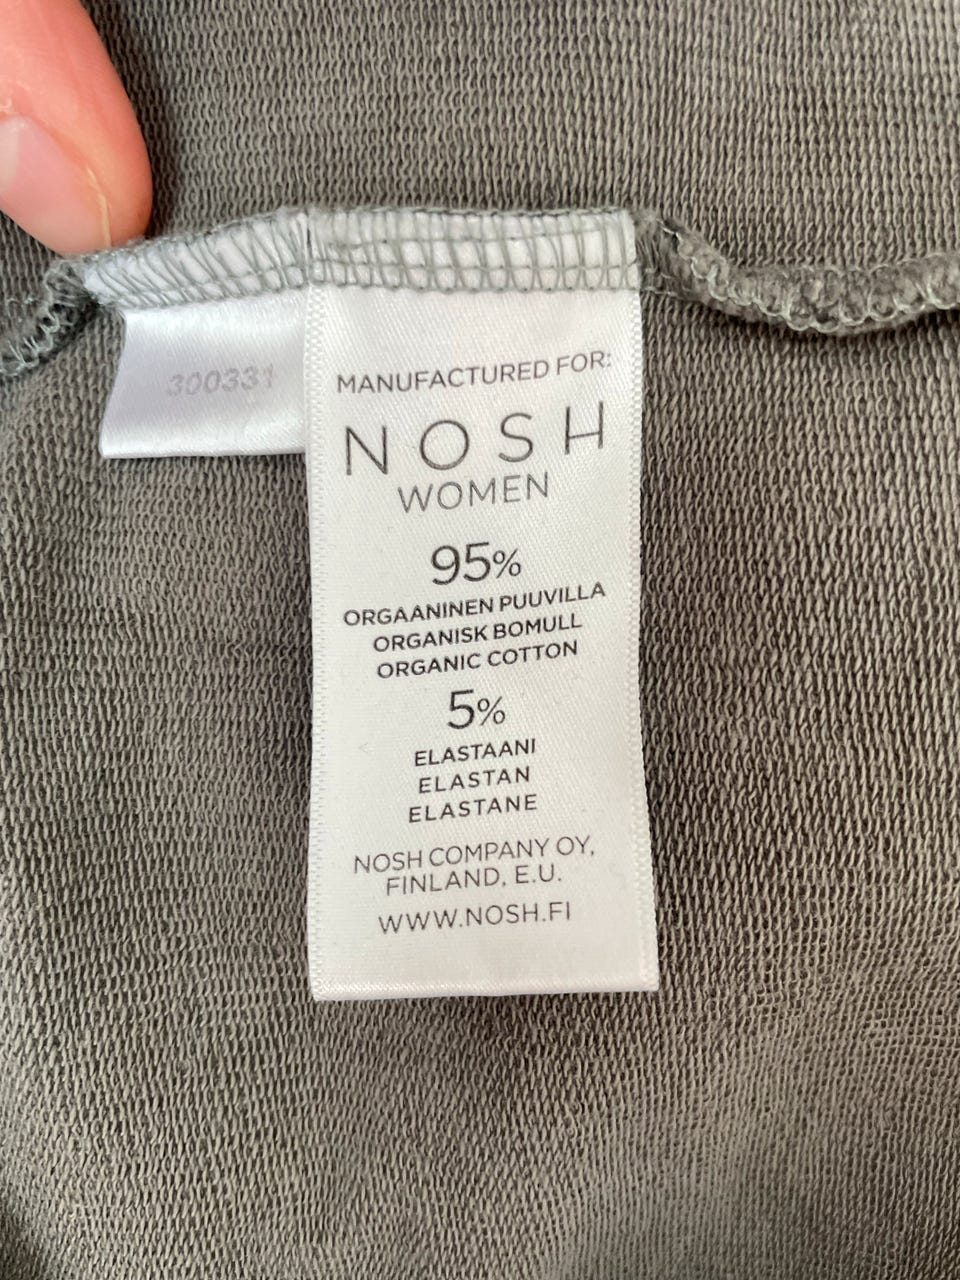 300331
MANUFACTURED FOR:
NOSH
WOMEN
95%
ORGAANINEN PUUVILLA
ORGANISK BOMULL
ORGANIC COTTON
5%
ELASTAANI
ELASTAN
ELASTANE
NOSH COMPANY OY,
FINLAND, E.U.
WWW.NOSH.FI